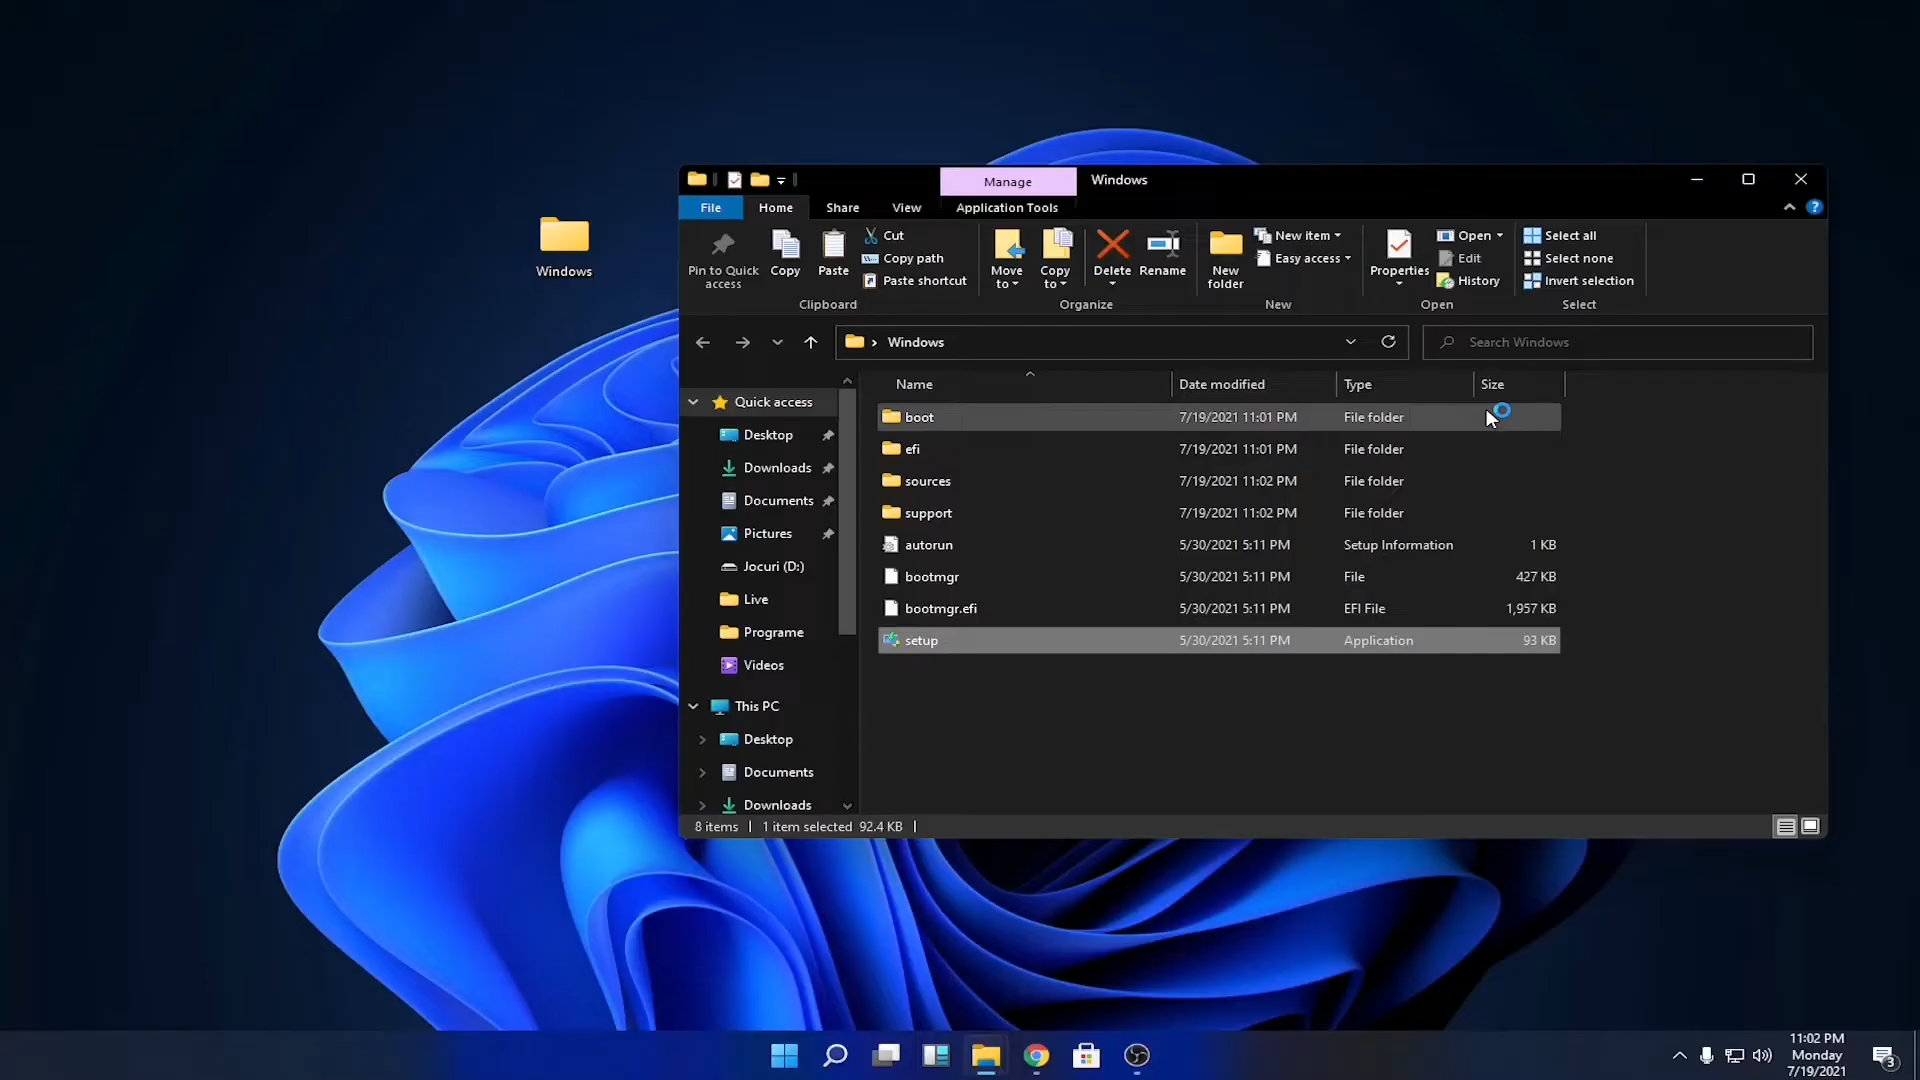 Windows
Manage
Windows
File
Home
Share
View
Application Tools
?
Pin to Quick
access
Copy
Paste
Cut
Copy path
Paste shortcut
Clipboard
Move
to
Copy
to
Delete
Rename
Organize
New
folder
New item
Easy access
New
Properties
Open
Edit
History
Open
Select all
Select none
Invert selection
Select
Windows
Search Windows
Name
Date modified
Type
Size
Quick access
Desktop
Downloads
Documents
Pictures
Jocuri (D:)
Live
Programe
Videos
This PC
Desktop
Documents
Downloads
boot 7/19/2021 11:01 PM File folder
efi 7/19/2021 11:01 PM File folder
sources 7/19/2021 11:02 PM File folder
support 7/19/2021 11:02 PM File folder
autorun 5/30/2021 5:11 PM Setup Information 1 KB
bootmgr 5/30/2021 5:11 PM File 427 KB
bootmgr.efi 5/30/2021 5:11 PM EFI File 1,957 KB
setup 5/30/2021 5:11 PM Application 93 KB
8 items 1 item selected 92.4 KB
11:02 PM
Monday
7/19/2021
3